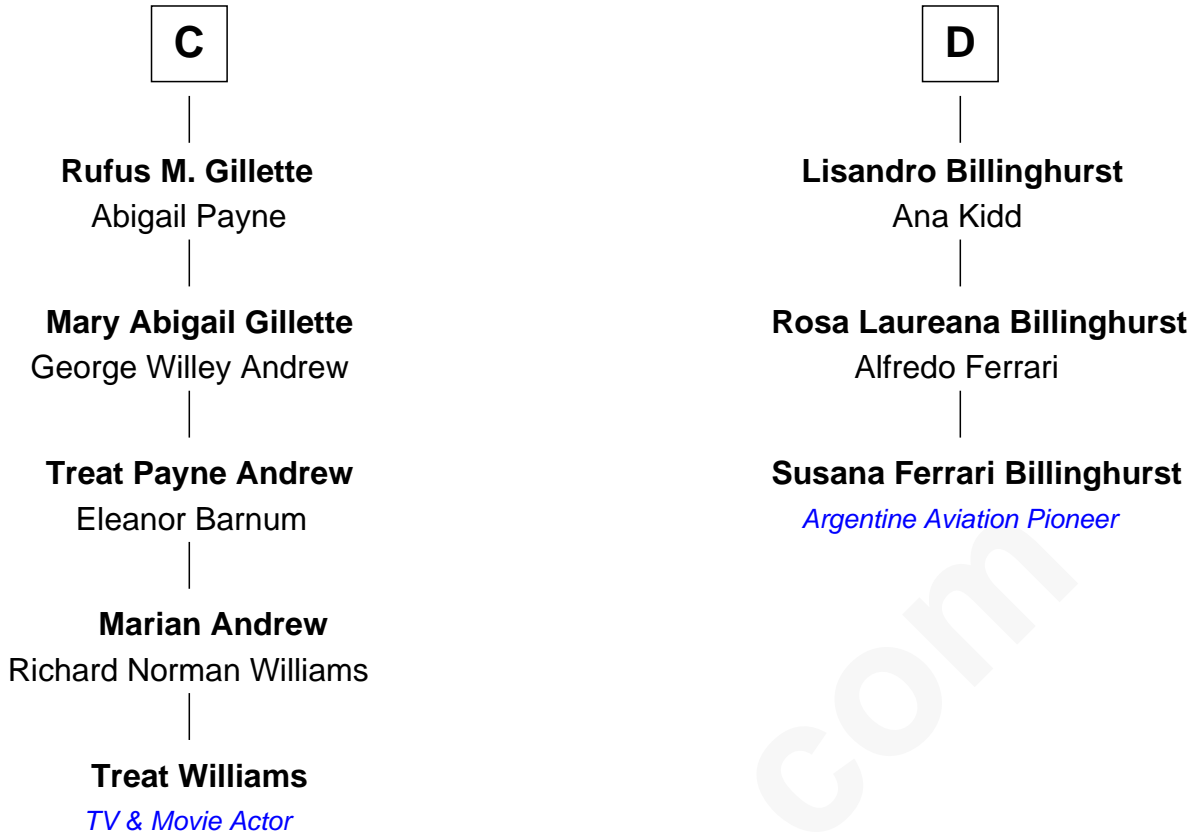 C
Rufus M. Gillette
Abigail Payne
Mary Abigail Gillette
George Willey Andrew
Treat Payne Andrew
Eleanor Barnum
Marian Andrew
Richard Norman Williams
Treat Williams
TV & Movie Actor
D
Lisandro Billinghurst
Ana Kidd
Rosa Laureana Billinghurst
Alfredo Ferrari
Susana Ferrari Billinghurst
Argentine Aviation Pioneer
com